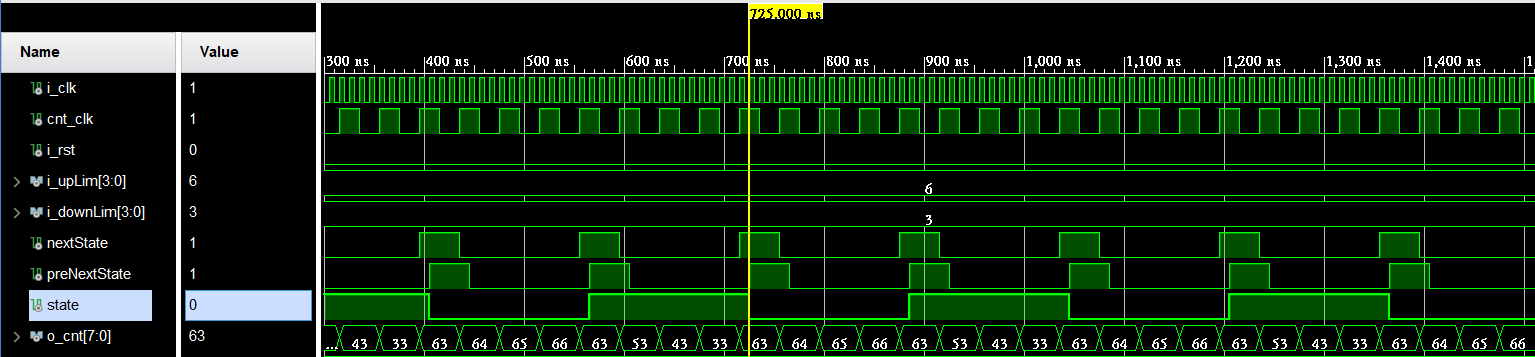 725.000 ns
Name Value
300 ns 400 ns 500 ns 600 ns 700 ns 800 ns 900 ns 1,000 ns 1,100 ns 1,200 ns 1,300 ns 1,400 ns
i_clk 1
cnt_clk 1
i_rst 0
i_upLim[3:0] 6 6
i_downLim[3:0] 3 3
nextState 1
preNextState 1
state 0
o_cnt[7:0] 63 ... 43 33 63 64 65 66 63 53 43 33 63 64 65 66 63 53 43 33 63 64 65 66 63 53 43 33 63 64 65 66